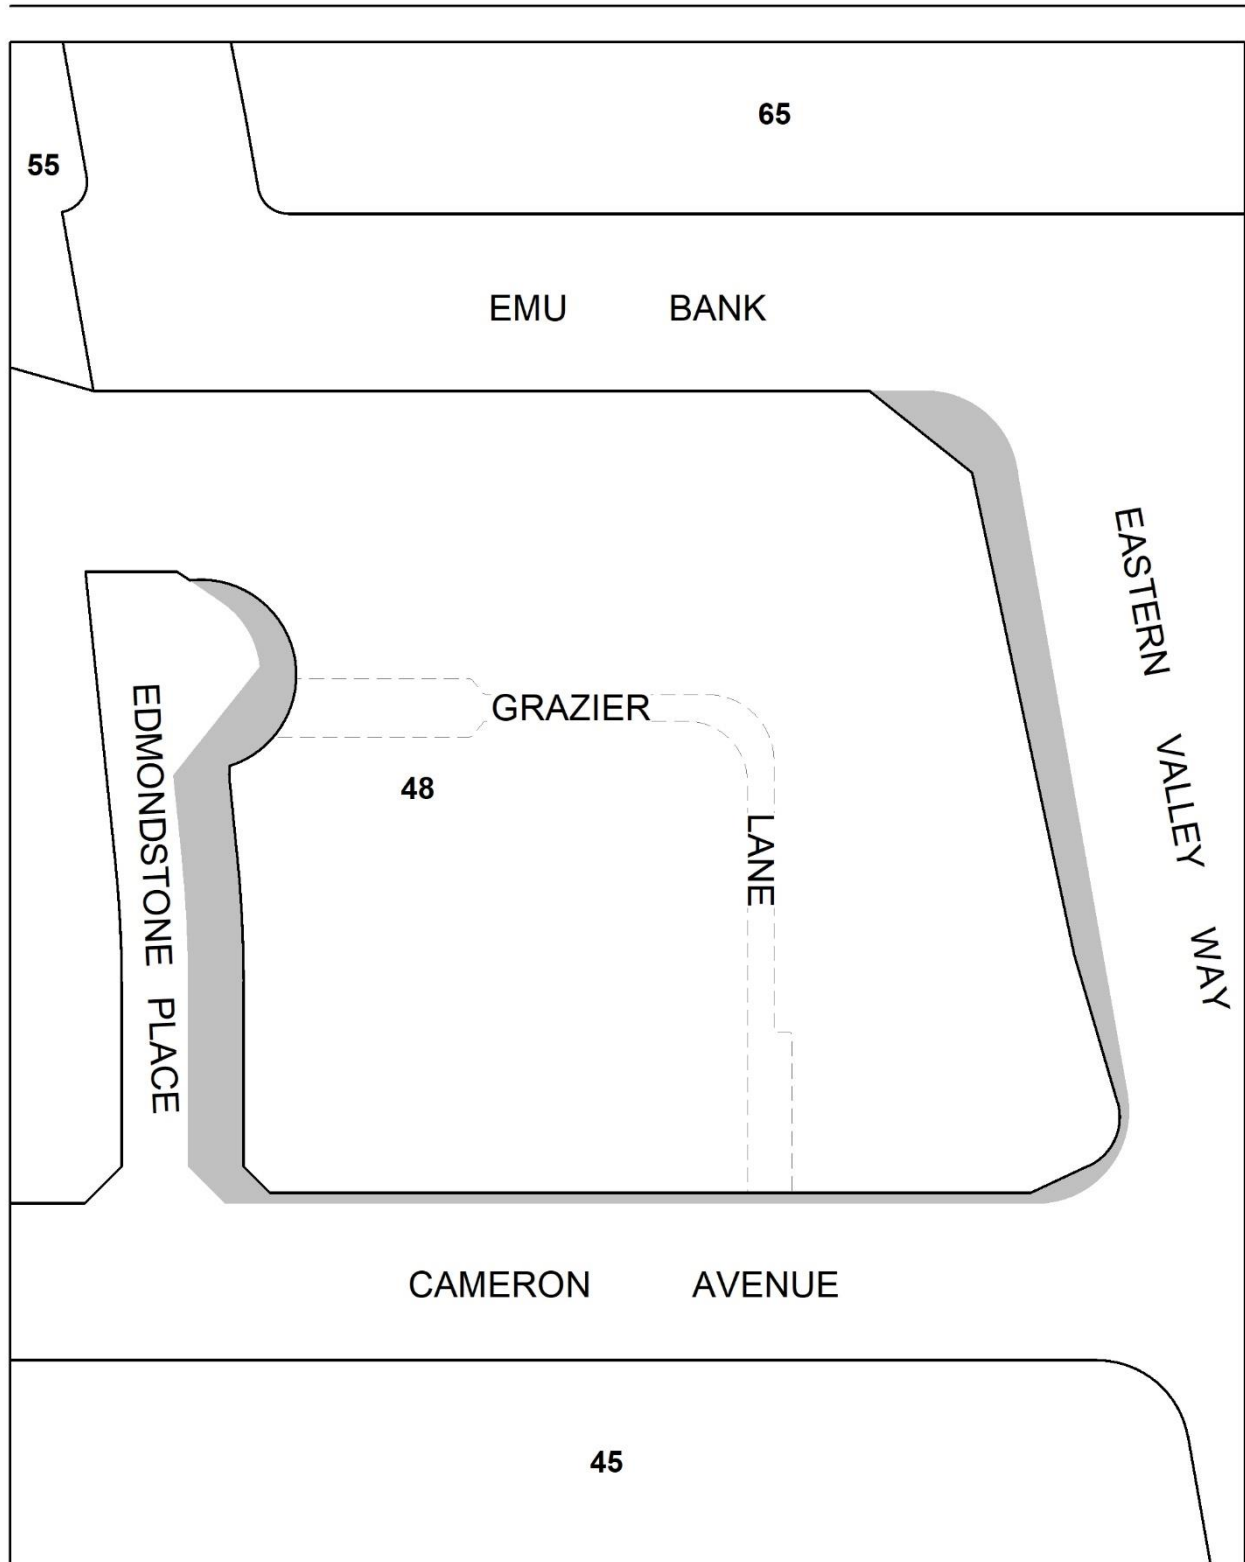 65
55
EMU BANK
EASTERN VALLEY WAY
EDMONDSTONE PLACE
GRAZIER LANE
48
CAMERON AVENUE
45